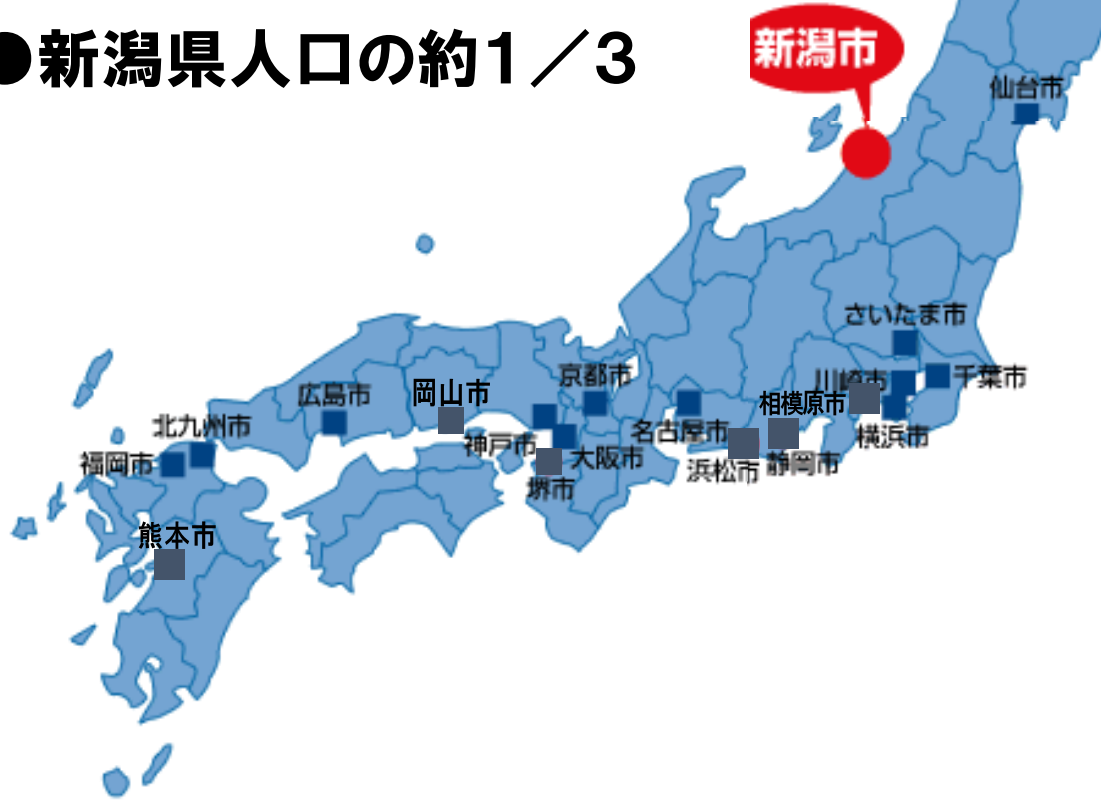 ●新潟県人口の約1／3
新潟市
仙台市
さいたま市
川崎市
千葉市
京都市
岡山市
広島市
相模原市
北九州市
名古屋市
横浜市
神戸市
大阪市
福岡市
浜松市
静岡市
堺市
熊本市